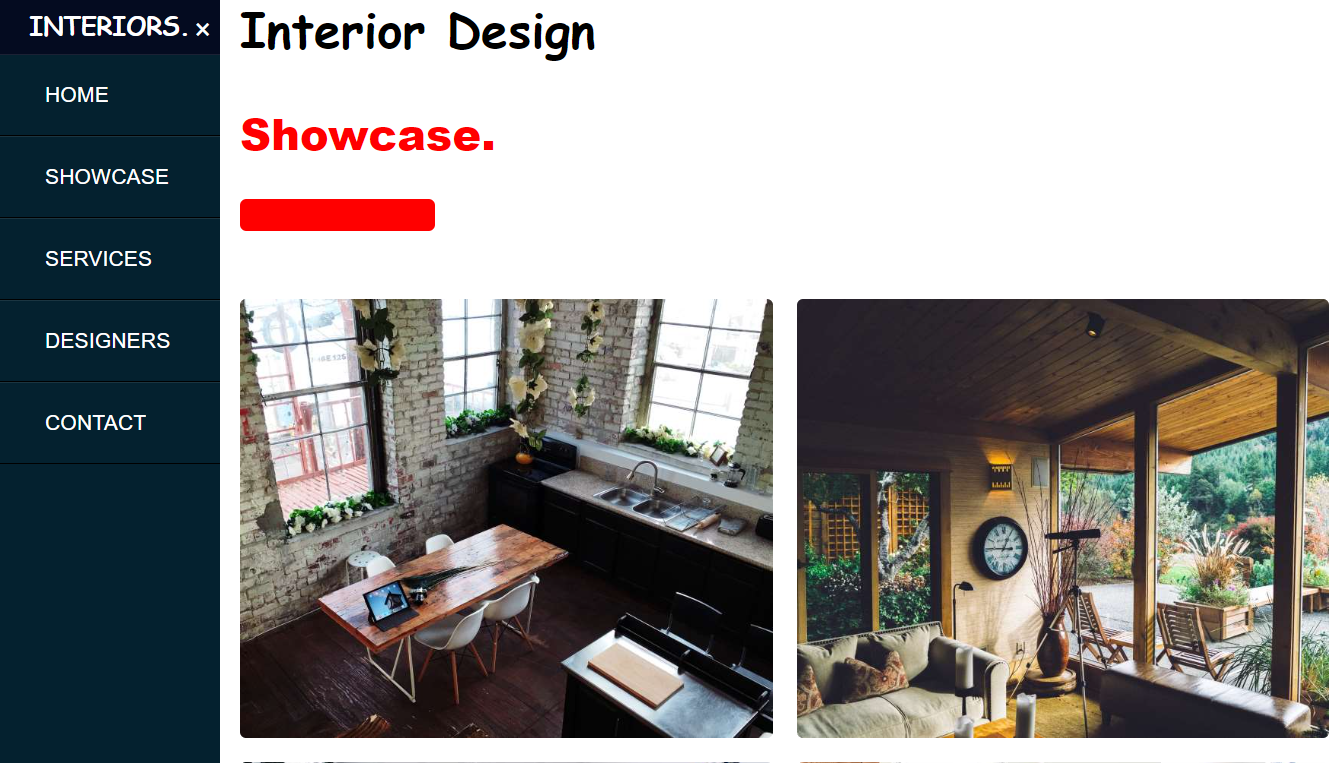 INTERIORS. ×
HOME
SHOWCASE
SERVICES
DESIGNERS
CONTACT
Interior Design
Showcase.